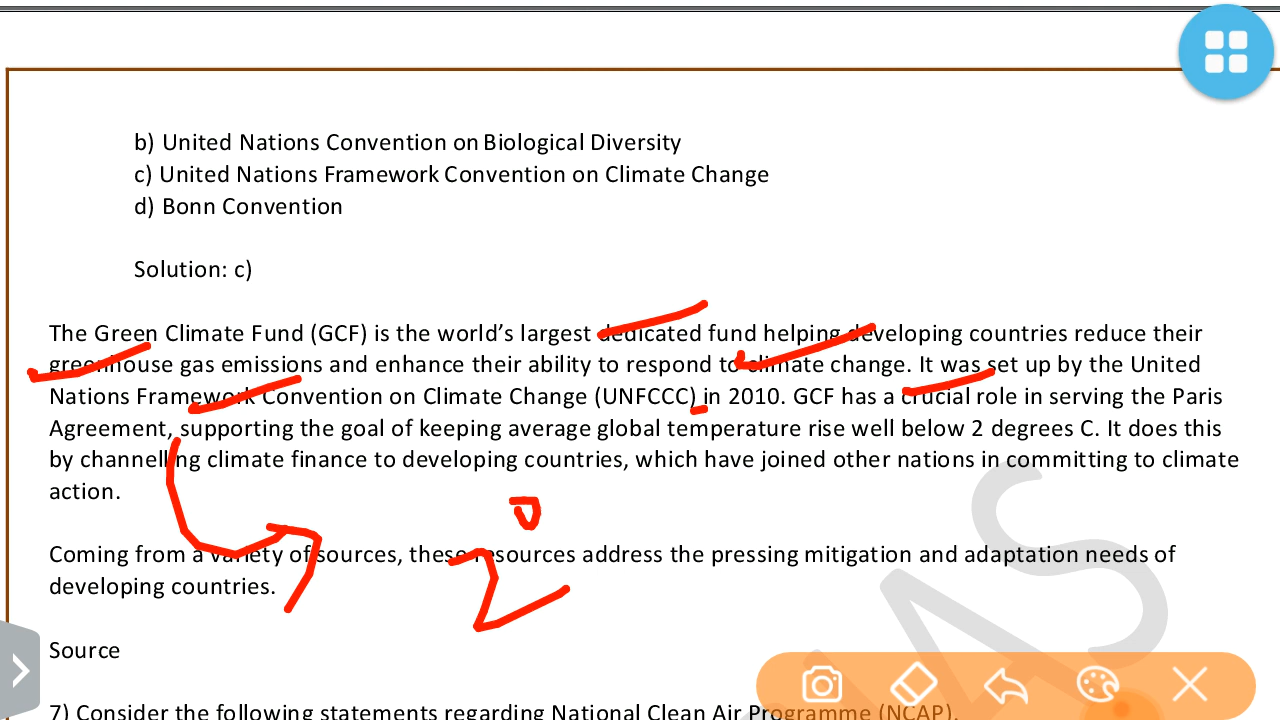 b) United Nations Convention on Biological Diversity
c) United Nations Framework Convention on Climate Change
d) Bonn Convention
Solution: c)
The Green Climate Fund (GCF) is the world’s largest dedicated fund helping developing countries reduce their
greenhouse gas emissions and enhance their ability to respond to climate change. It was set up by the United
Nations Framework Convention on Climate Change (UNFCCC) in 2010. GCF has a crucial role in serving the Paris
Agreement, supporting the goal of keeping average global temperature rise well below 2 degrees C. It does this
by channelling climate finance to developing countries, which have joined other nations in committing to climate
action.
Coming from a variety of sources, these resources address the pressing mitigation and adaptation needs of
developing countries.
2
Source
7) Consider the following statements regarding National Clean Air Programme (NCAP).